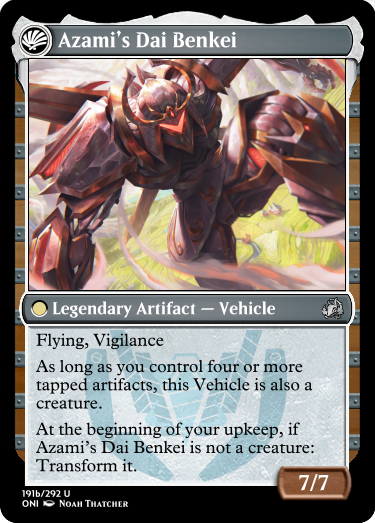 Azami's Dai Benkei
Legendary Artifact — Vehicle
Flying, Vigilance
As long as you control four or more
tapped artifacts, this Vehicle is also a
creature.
At the beginning of your upkeep, if
Azami's Dai Benkei is not a creature:
Transform it.
7/7
191b/292 U
ONI Noah Thatcher